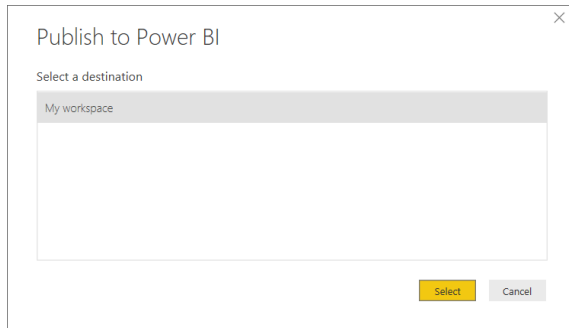 Publish to Power BI
Select a destination
My workspace
Select Cancel